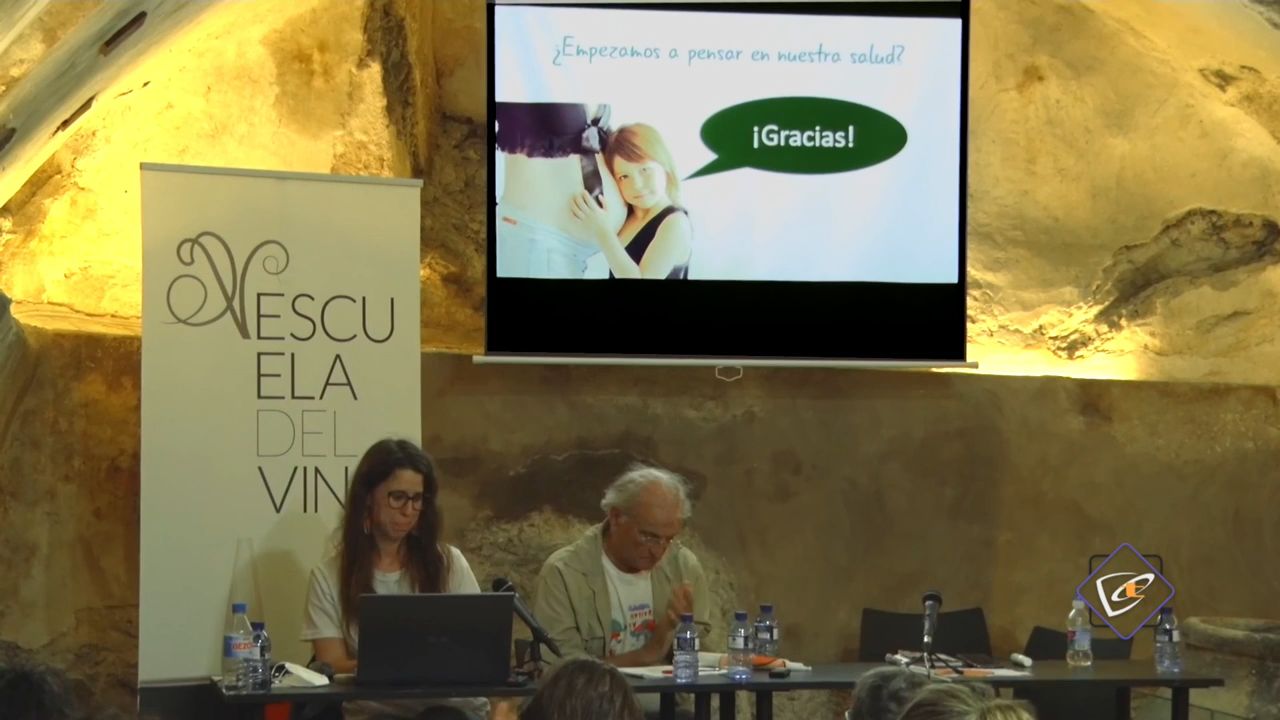 ¿Empezamos a pensar en nuestra salud?
¡Gracias!
ESCU
ELA
DEL
VIN